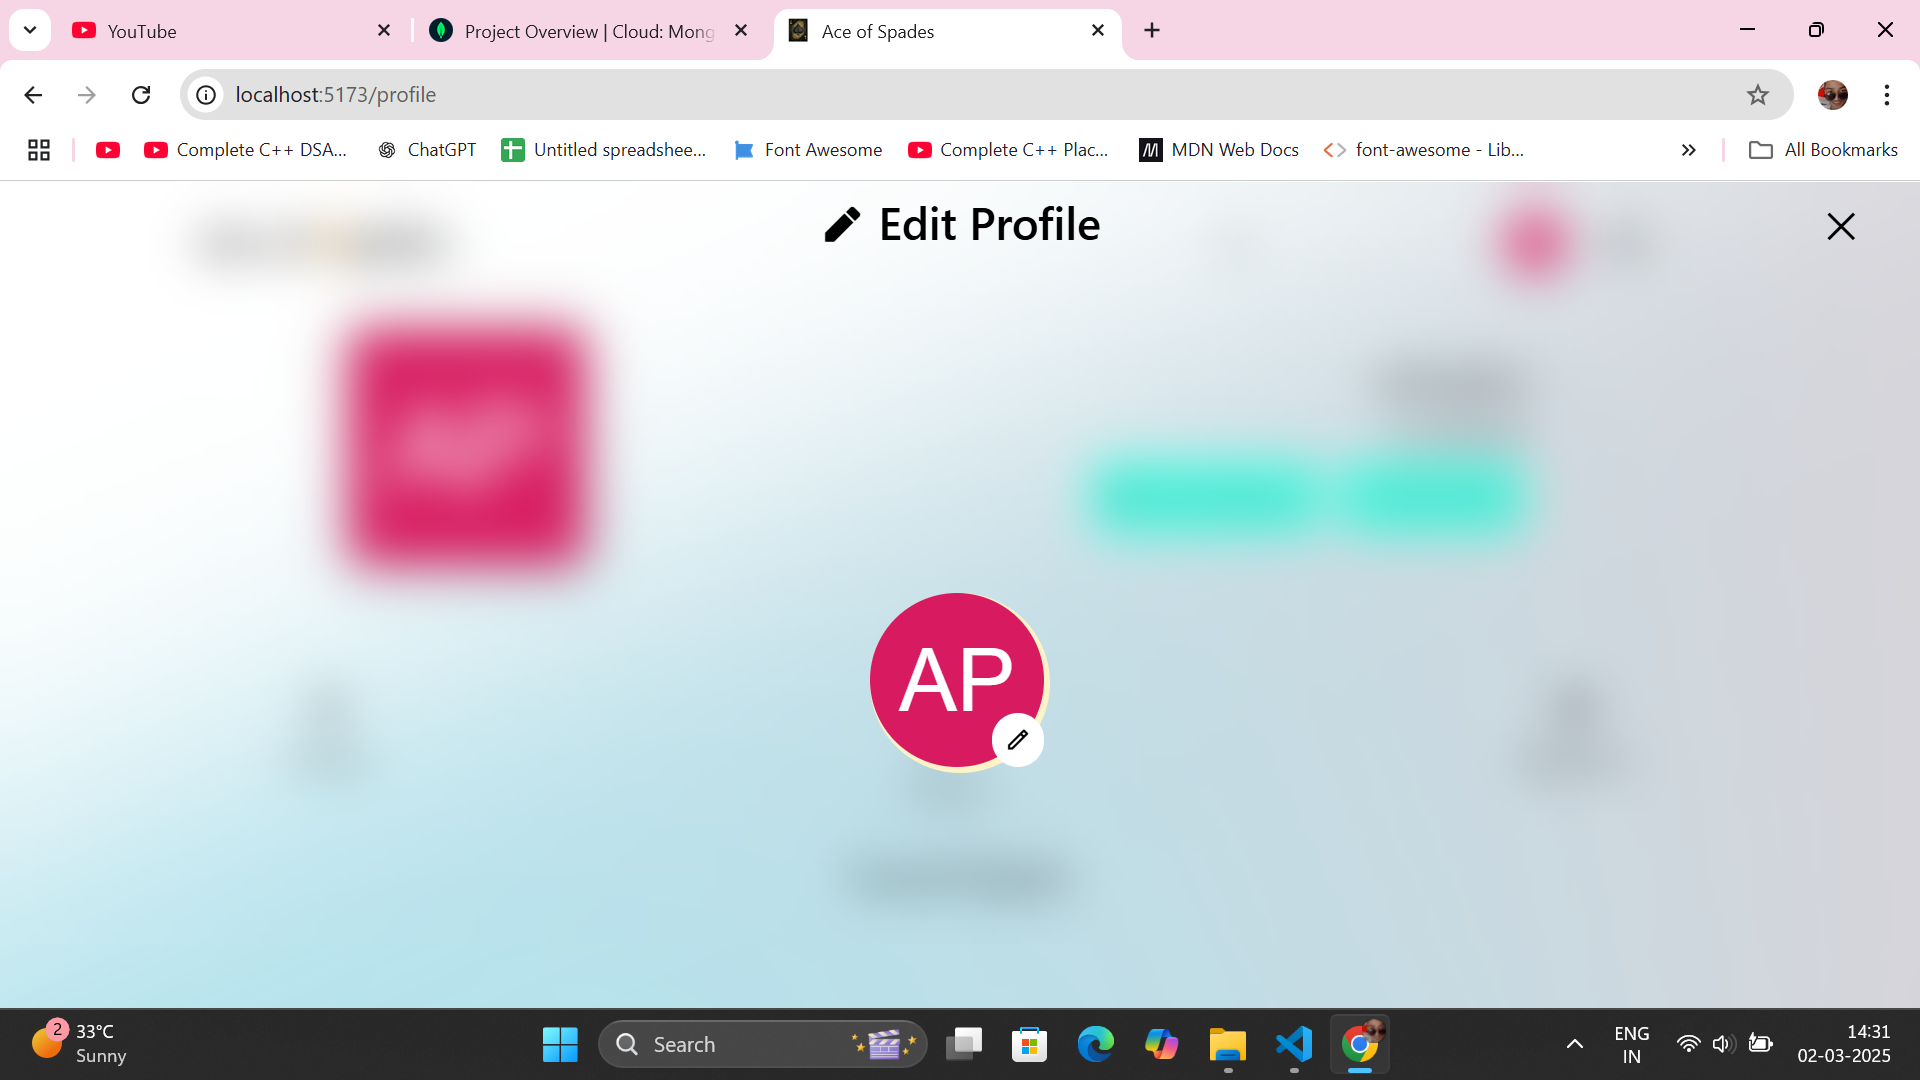 YouTube
Project Overview | Cloud: Mong
Ace of Spades
localhost:5173/profile
Complete C++ DSA...
ChatGPT
Untitled spreadshee...
Font Awesome
Complete C++ Plac...
MDN Web Docs
font-awesome - Lib...
All Bookmarks
Edit Profile
AP
2
33°C
Sunny
Search
ENG
IN
14:31
02-03-2025